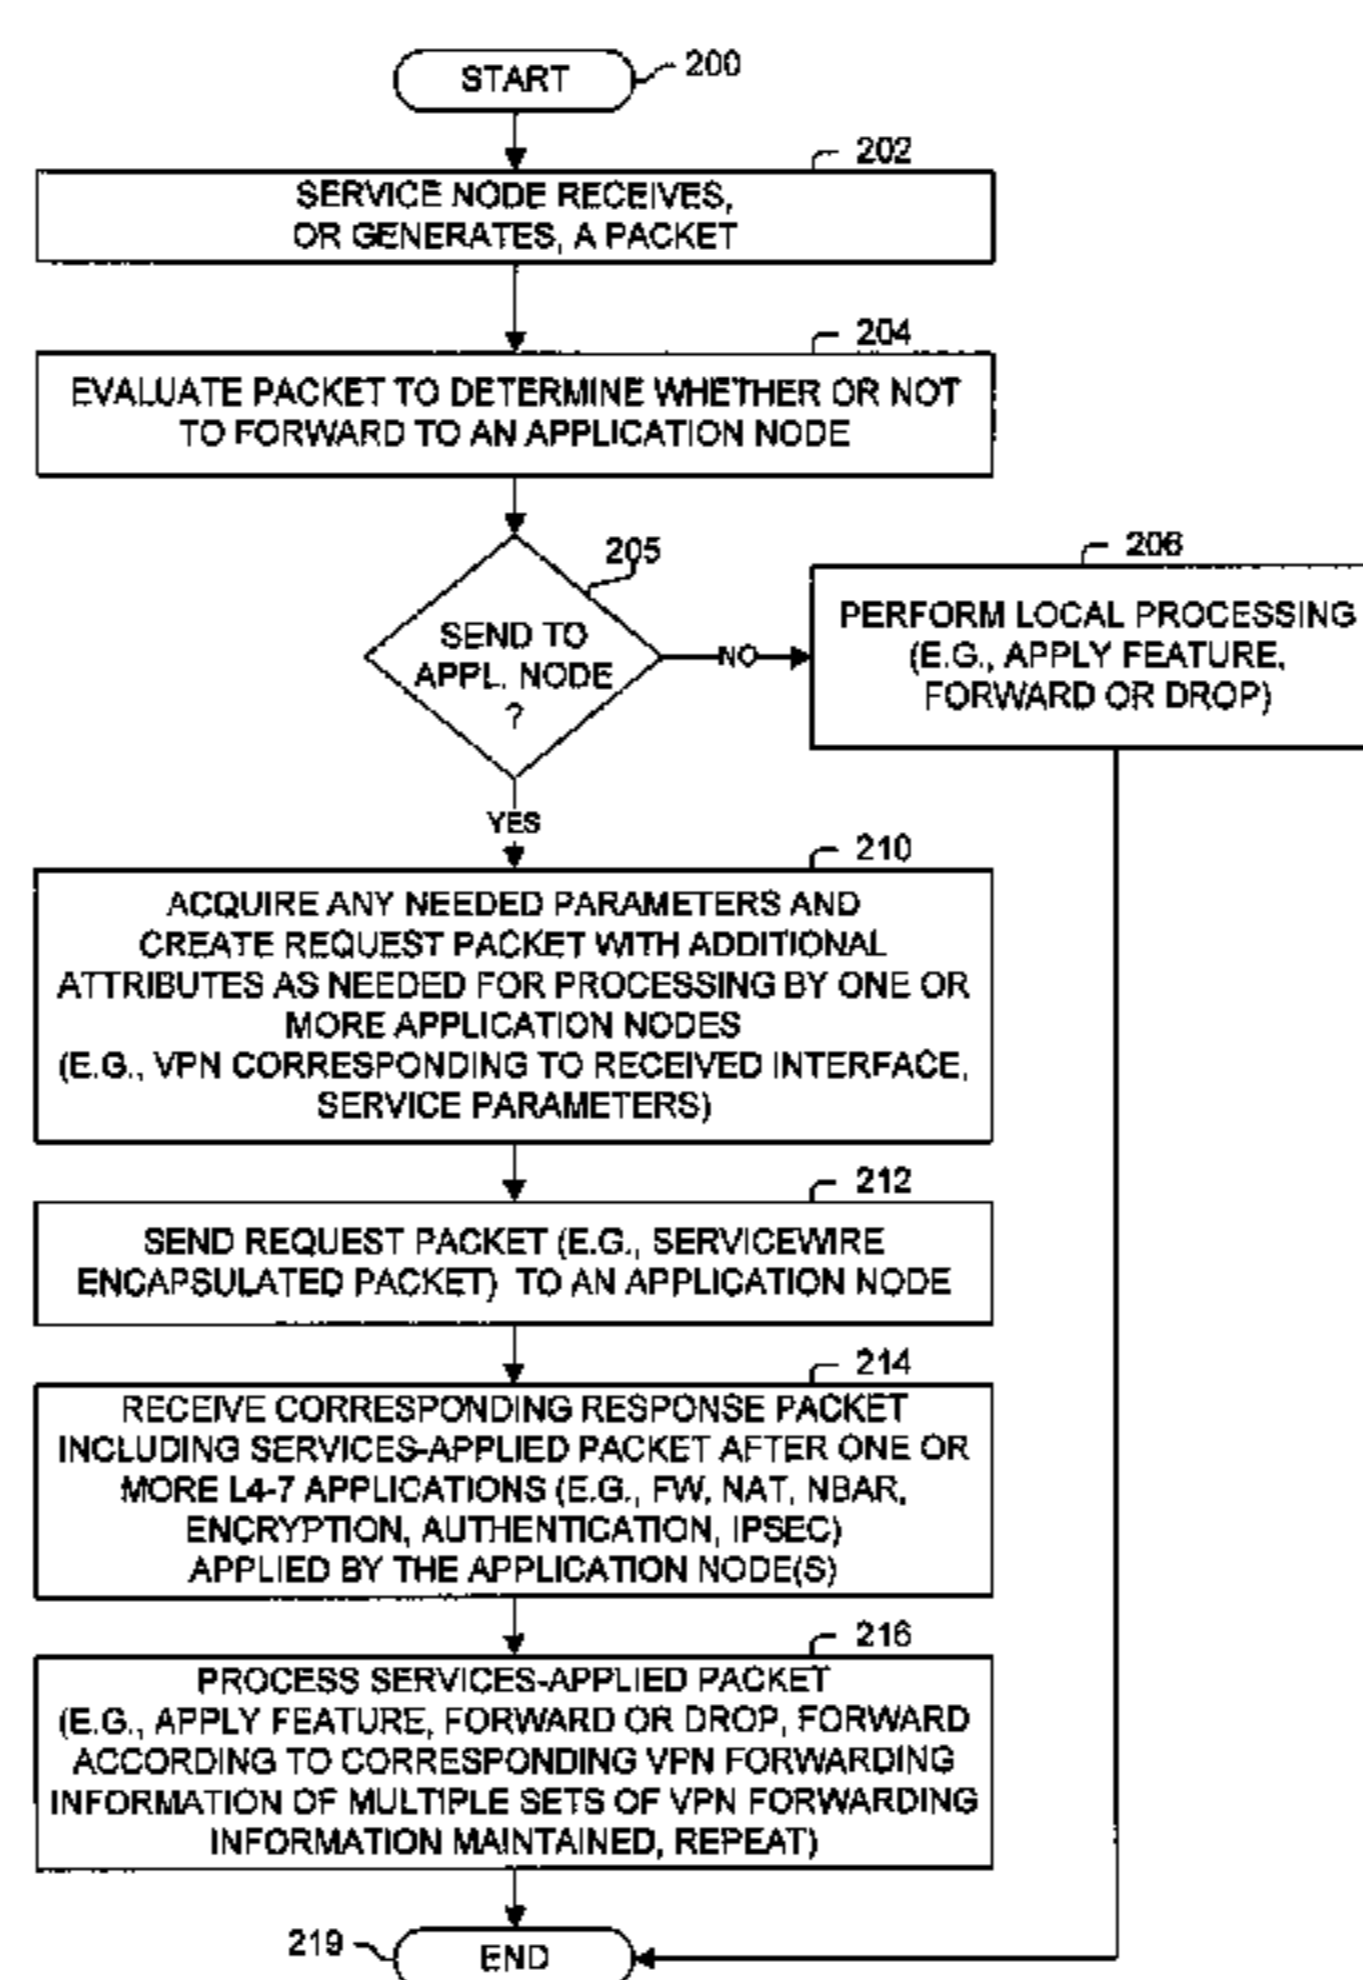 START
200
202
SERVICE NODE RECEIVES,
OR GENERATES, A PACKET
204
EVALUATE PACKET TO DETERMINE WHETHER OR NOT
TO FORWARD TO AN APPLICATION NODE
205
SEND TO
APPL. NODE
?
NO
206
PERFORM LOCAL PROCESSING
(E.G., APPLY FEATURE,
FORWARD OR DROP)
YES
210
ACQUIRE ANY NEEDED PARAMETERS AND
CREATE REQUEST PACKET WITH ADDITIONAL
ATTRIBUTES AS NEEDED FOR PROCESSING BY ONE OR
MORE APPLICATION NODES
(E.G., VPN CORRESPONDING TO RECEIVED INTERFACE,
SERVICE PARAMETERS)
212
SEND REQUEST PACKET (E.G., SERVICEWIRE
ENCAPSULATED PACKET) TO AN APPLICATION NODE
214
RECEIVE CORRESPONDING RESPONSE PACKET
INCLUDING SERVICES-APPLIED PACKET AFTER ONE OR
MORE L4-7 APPLICATIONS (E.G., FW, NAT, NBAR,
ENCRYPTION, AUTHENTICATION, IPSEC)
APPLIED BY THE APPLICATION NODE(S)
216
PROCESS SERVICES-APPLIED PACKET
(E.G., APPLY FEATURE, FORWARD OR DROP, FORWARD
ACCORDING TO CORRESPONDING VPN FORWARDING
INFORMATION OF MULTIPLE SETS OF VPN FORWARDING
INFORMATION MAINTAINED, REPEAT)
219
END